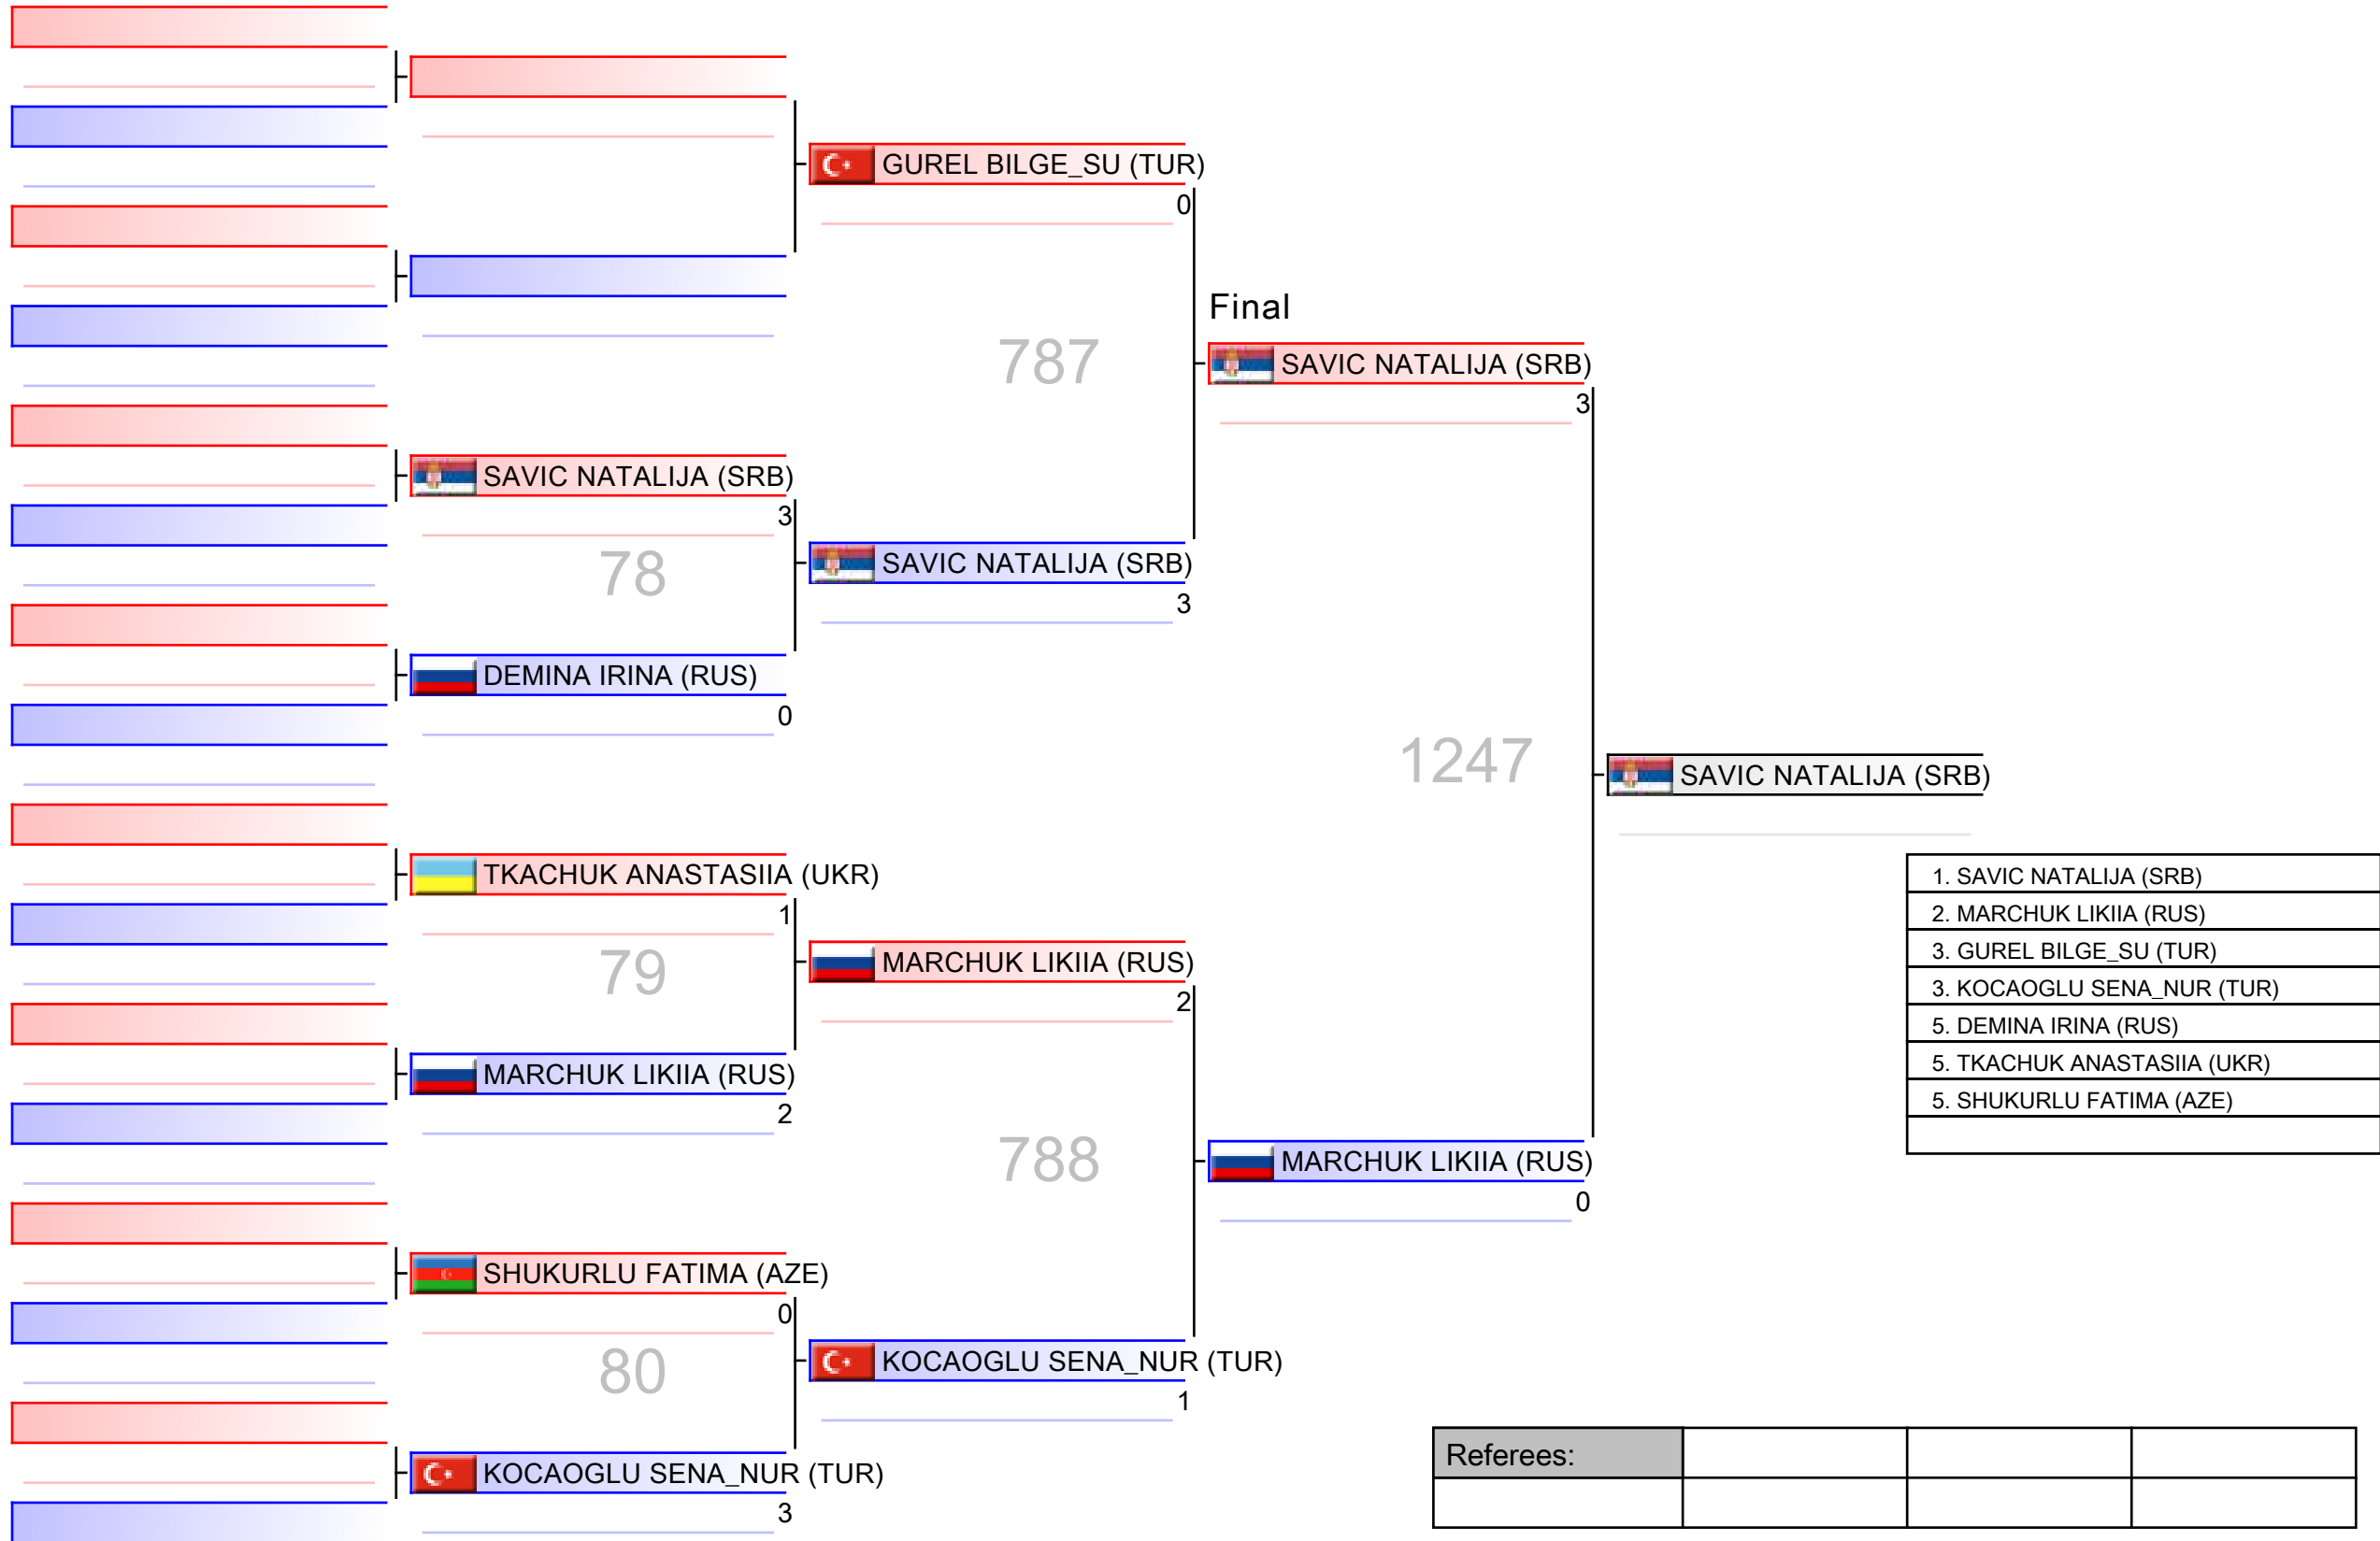 GUREL BILGE_SU (TUR)
0
Final
787
SAVIC NATALIJA (SRB)
3
SAVIC NATALIJA (SRB)
3
78
SAVIC NATALIJA (SRB)
3
DEMINA IRINA (RUS)
0
1247
SAVIC NATALIJA (SRB)
TKACHUK ANASTASIIA (UKR)
1
79
MARCHUK LIKIIA (RUS)
2
MARCHUK LIKIIA (RUS)
2
788
MARCHUK LIKIIA (RUS)
0
SHUKURLU FATIMA (AZE)
0
80
KOCAOGLU SENA_NUR (TUR)
1
KOCAOGLU SENA_NUR (TUR)
3
1. SAVIC NATALIJA (SRB)
2. MARCHUK LIKIIA (RUS)
3. GUREL BILGE_SU (TUR)
3. KOCAOGLU SENA_NUR (TUR)
5. DEMINA IRINA (RUS)
5. TKACHUK ANASTASIIA (UKR)
5. SHUKURLU FATIMA (AZE)
Referees: